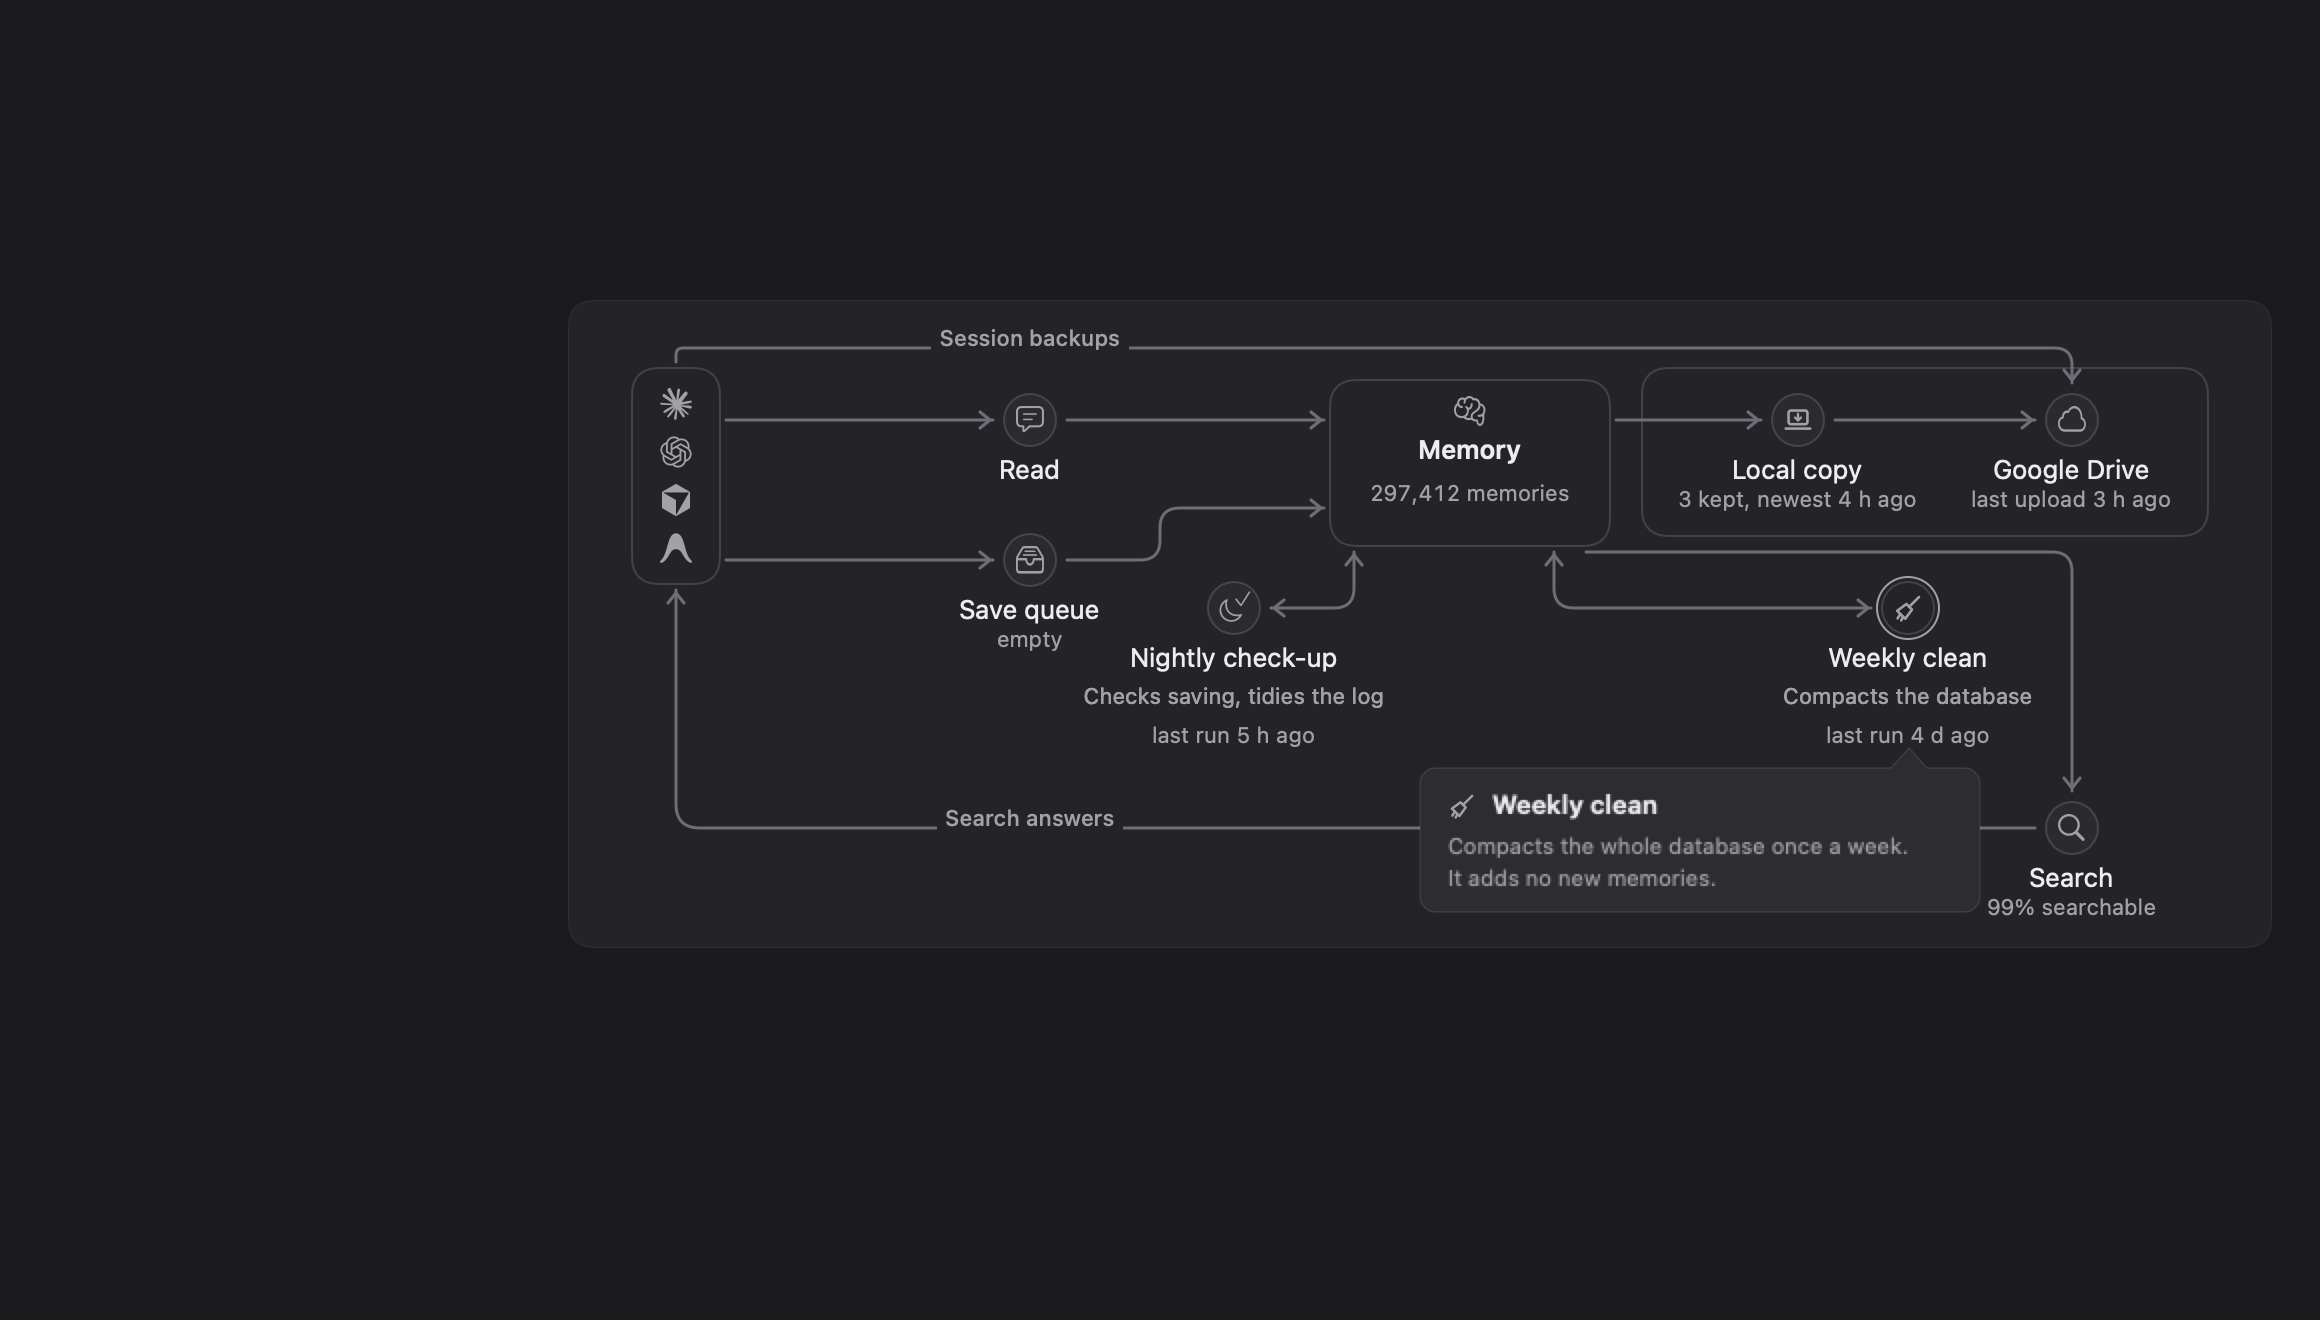 Session backups
Read
Memory
297,412 memories
Local copy
3 kept, newest 4 h ago
Google Drive
last upload 3 h ago
Save queue
empty
Nightly check-up
Checks saving, tidies the log
last run 5 h ago
Weekly clean
Compacts the database
last run 4 d ago
Search answers
Weekly clean
Compacts the whole database once a week.
It adds no new memories.
Search
99% searchable